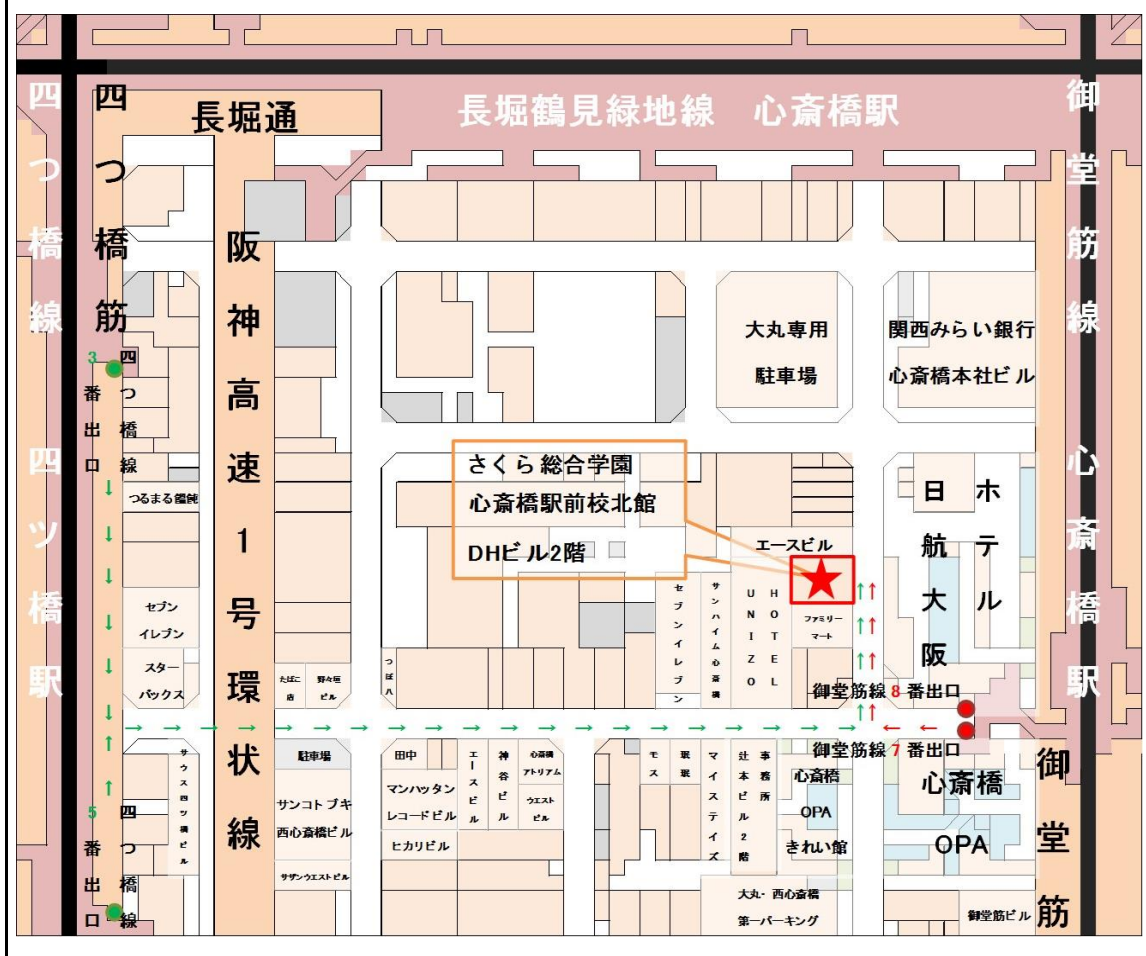 四つ橋線 四ツ橋駅
四つ橋筋
長堀通
長堀鶴見緑地線 心斎橋駅
御堂筋線 心斎橋駅
阪神高速1号環状線
大丸専用
駐車場
関西みらい銀行
心斎橋本社ビル
四つ橋線
3番出口
さくら総合学園
心斎橋駅前校北館
DHビル2階
つるまる饂飩
エースビル
ホテル
日航大阪
セブン
イレブン
スター
バックス
たばこ
店
野々垣
ビル
つぼ八
セブンイレブン
サンハイム心斎橋
HOTEL
UNIZO
ファミリー
マート
御堂筋線8番出口
→ → → → → → → → → → → → → → → → →
御堂筋線7番出口
サウス四ツ橋ビル
駐車場
田中
エースビル
神谷ビル
心斎橋
アトリアム
ウエスト
ビル
モス
眠眠
マイステイズ
事務所
辻本ビル2階
心斎橋
OPA
きれい館
心斎橋
OPA
御堂筋
サンコトブキ
西心斎橋ビル
マンハッタン
レコードビル
ヒカリビル
サザンウエストビル
四つ橋線
5番出口
大丸・西心斎橋
第一パーキング
御堂筋ビル